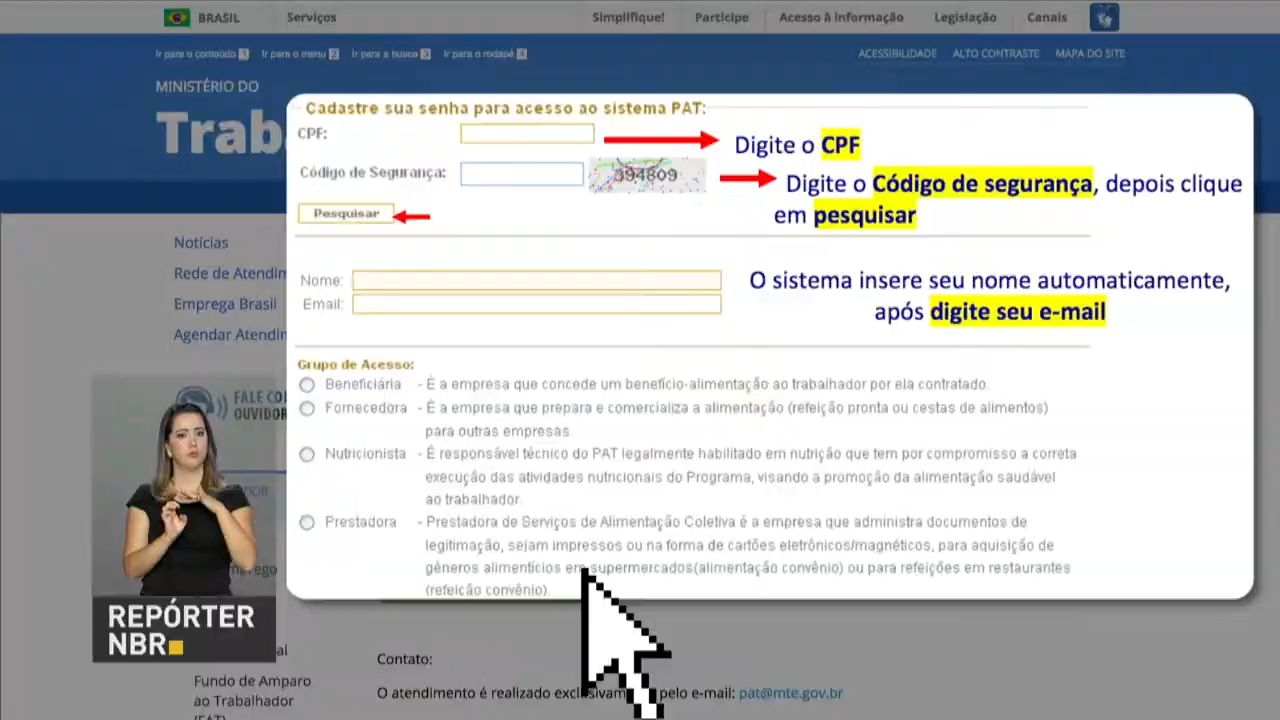 BRASIL Serviços Simplifique! Participe Acesso à informação Legislação Canais
Ir para o conteúdo 1 Ir para o menu 2 Ir para a busca 3 Ir para o rodapé 4 ACESSIBILIDADE ALTO CONTRASTE MAPA DO SITE
MINISTÉRIO DO
Trab
Cadastre sua senha para acesso ao sistema PAT:
CPF:
Digite o CPF
Código de Segurança: 394809
Digite o Código de segurança, depois clique
em pesquisar
Pesquisar
Notícias
Rede de Atendim
Emprega Brasil
Agendar Atendim
Nome:
Email:
O sistema insere seu nome automaticamente,
após digite seu e-mail
Grupo de Acesso:
Beneficiária - É a empresa que concede um benefício-alimentação ao trabalhador por ela contratado.
Fornecedora - É a empresa que prepara e comercializa a alimentação (refeição pronta ou cestas de alimentos)
para outras empresas.
Nutricionista - É responsável técnico do PAT legalmente habilitado em nutrição que tem por compromisso a correta
execução das atividades nutricionais do Programa, visando a promoção da alimentação saudável
ao trabalhador.
Prestadora - Prestadora de Serviços de Alimentação Coletiva é a empresa que administra documentos de
legitimação, sejam impressos ou na forma de cartões eletrônicos/magnéticos, para aquisição de
gêneros alimentícios em supermercados(alimentação convênio) ou para refeições em restaurantes
(refeição convênio).
FALE CO
OUVIDOR
REPÓRTER
NBR
al
Fundo de Amparo
ao Trabalhador
(FAT)
Contato:
O atendimento é realizado exclusivam pelo e-mail: pat@mte.gov.br